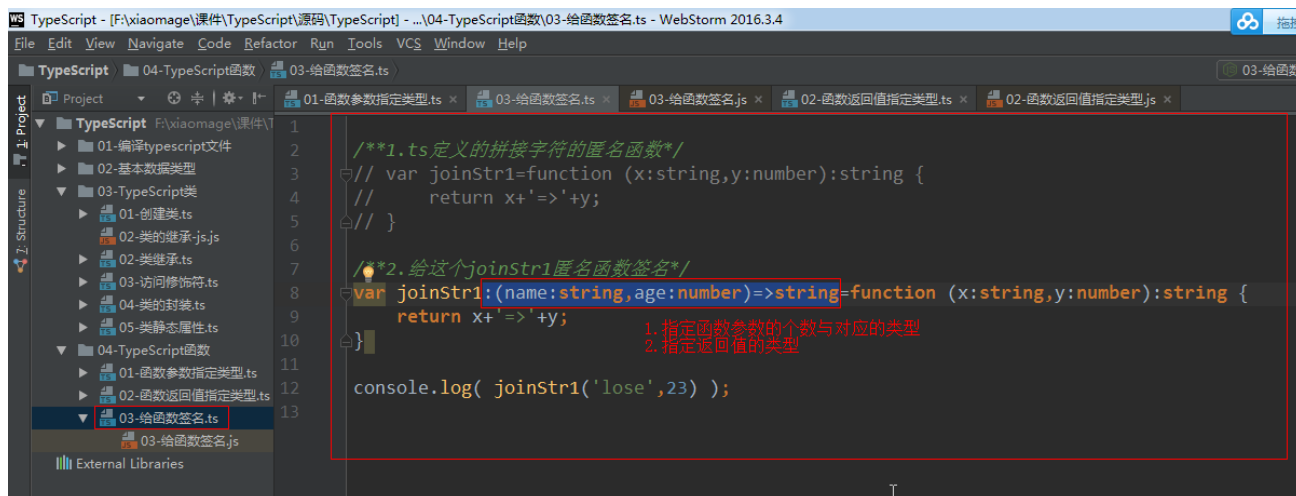 WS TypeScript - [F:\xiaomage\课件\TypeScript\源码\TypeScript] - ...\04-TypeScript函数\03-给函数签名.ts - WebStorm 2016.3.4
File Edit View Navigate Code Refactor Run Tools VCS Window Help
TypeScript 04-TypeScript函数 03-给函数签名.ts
03-给函数
Project
01-函数参数指定类型.ts × 03-给函数签名.ts × 03-给函数签名.js × 02-函数返回值指定类型.ts × 02-函数返回值指定类型.js ×
1: Project
7: Structure
TypeScript F:\xiaomage\课件\T
01-编译typescript文件
02-基本数据类型
03-TypeScript类
01-创建类.ts
02-类的继承-js.js
02-类继承.ts
03-访问修饰符.ts
04-类的封装.ts
05-类静态属性.ts
04-TypeScript函数
01-函数参数指定类型.ts
02-函数返回值指定类型.ts
03-给函数签名.ts
03-给函数签名.js
External Libraries
1
2 /**1.ts定义的拼接字符的匿名函数*/
3 // var joinStr1=function (x:string,y:number):string {
4 // return x+'=>'+y;
5 // }
6
7 /**2.给这个joinStr1匿名函数签名*/
8 var joinStr1:(name:string,age:number)=>string=function (x:string,y:number):string {
9 return x+'=>'+y;
10 }
11
12 console.log( joinStr1('lose',23) );
13
1.指定函数参数的个数与对应的类型
2.指定返回值的类型